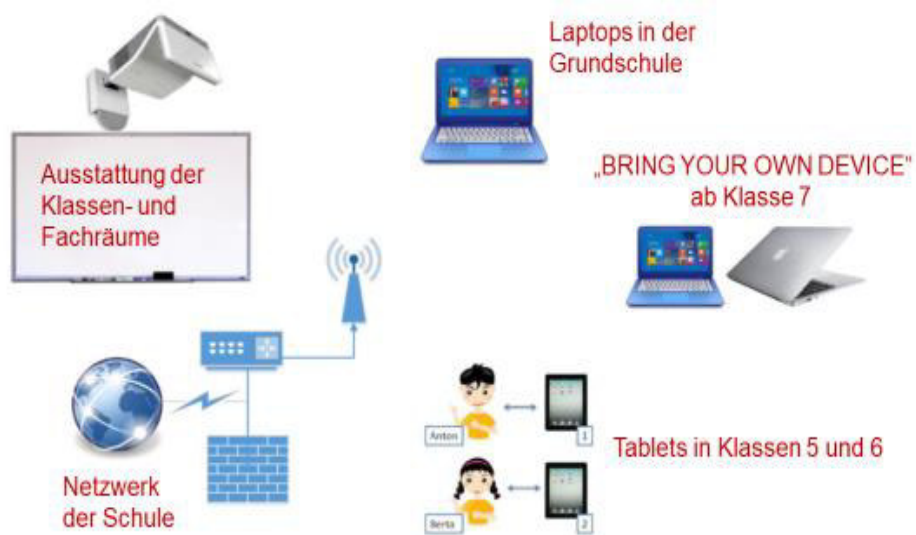 Laptops in der
Grundschule
Ausstattung der
Klassen- und
Fachräume
„BRING YOUR OWN DEVICE"
ab Klasse 7
Anton
1
Tablets in Klassen 5 und 6
Berta
2
Netzwerk
der Schule